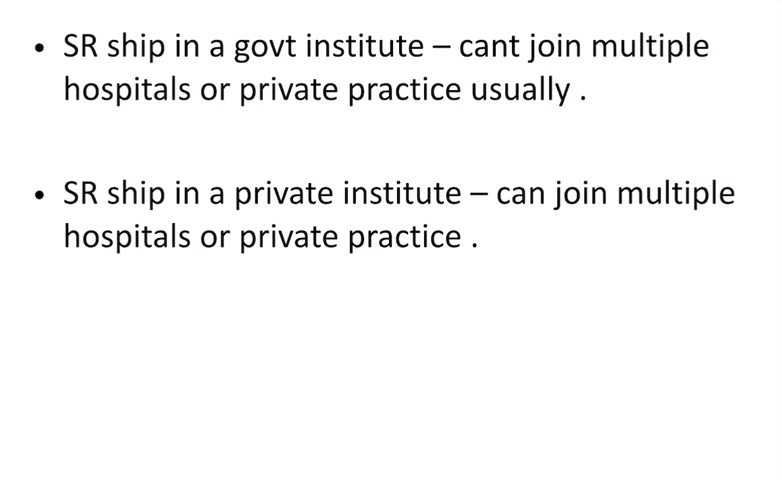 • SR ship in a govt institute – cant join multiple
hospitals or private practice usually .
• SR ship in a private institute – can join multiple
hospitals or private practice .